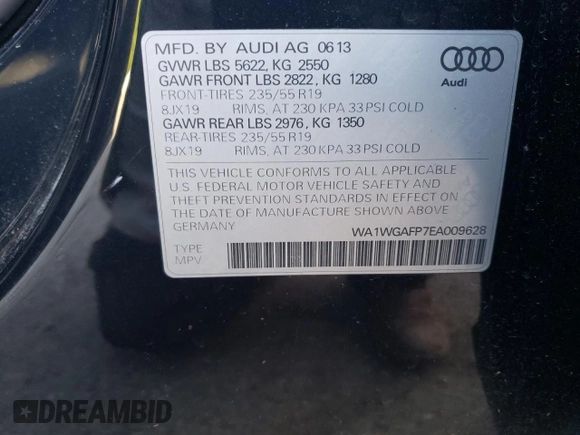 MFD. BY AUDI AG 06 13
GVWR LBS 5622, KG 2550
GAWR FRONT LBS 2822, KG 1280
FRONT-TIRES 235/55 R19
8JX19 RIMS, AT 230 KPA 33 PSI COLD
GAWR REAR LBS 2976, KG 1350
REAR-TIRES 235/55 R19
8JX19 RIMS, AT 230 KPA 33 PSI COLD
Audi
THIS VEHICLE CONFORMS TO ALL APPLICABLE
U.S. FEDERAL MOTOR VEHICLE SAFETY AND
THEFT PREVENTION STANDARDS IN EFFECT ON
THE DATE OF MANUFACTURE SHOWN ABOVE
GERMANY
WA1WGAFP7EA009628
TYPE
MPV
DREAMBID